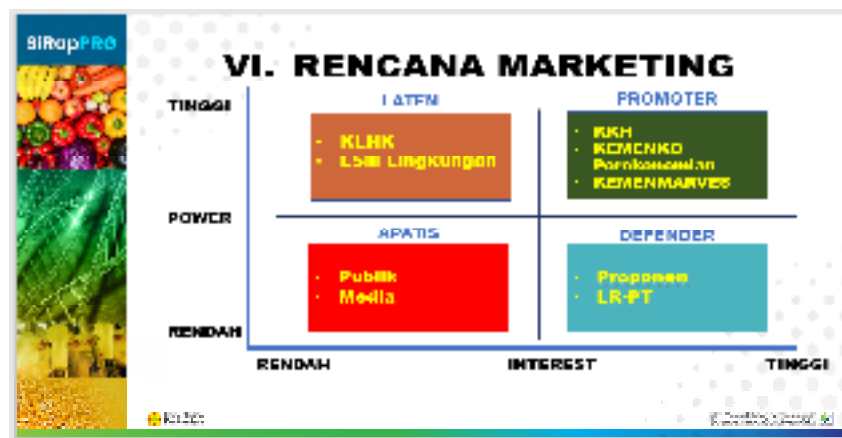 SiRapPRO
VI. RENCANA MARKETING
TINGGI
LATEN
PROMOTER
• KLHK
• LSM Lingkungan
• KKH
• KEMENKO
Perekonomian
• KEMENMARVES
POWER
APATIS
DEFENDER
• Publik
• Media
• Proponen
• LR-PT
RENDAH
RENDAH
INTEREST
TINGGI